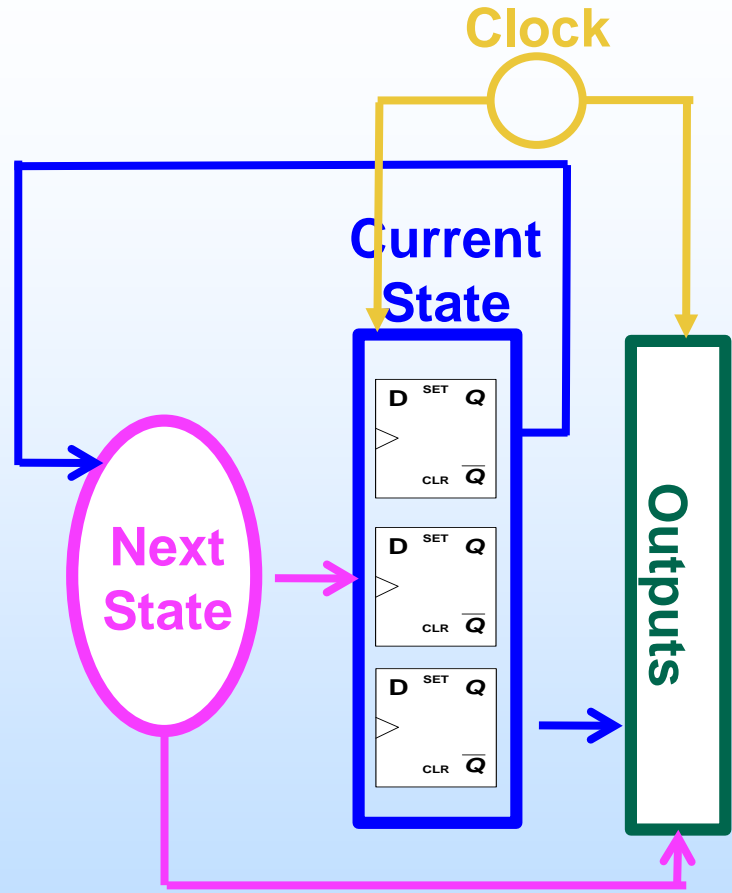 Clock
Current
State
D SET Q
CLR Q
Next
State
D SET Q
CLR Q
D SET Q
CLR Q
Outputs